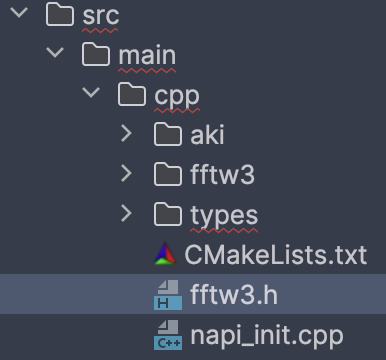 src
main
cpp
aki
fftw3
types
CMakeLists.txt
H fftw3.h
C++ napi_init.cpp